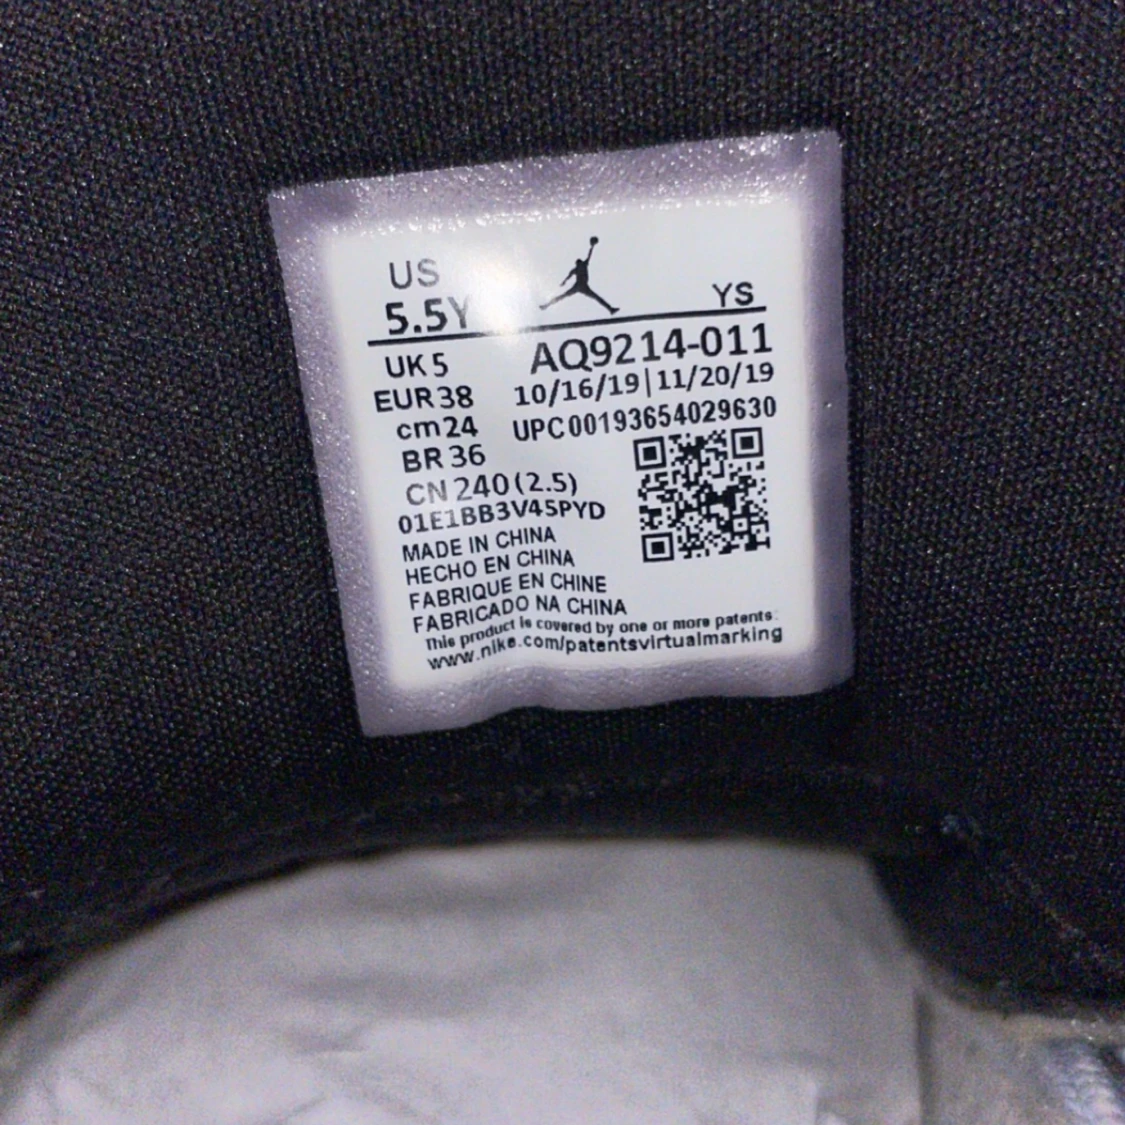 US
5.5Y
YS
UK 5
AQ9214-011
EUR 38
10/16/19|11/20/19
cm 24
UPC00193654029630
BR 36
CN 240 (2.5)
01E1BB3V45PYD
MADE IN CHINA
HECHO EN CHINA
FABRIQUE EN CHINE
FABRICADO NA CHINA
This product is covered by one or more patents:
www.nike.com/patentsvirtualmarking